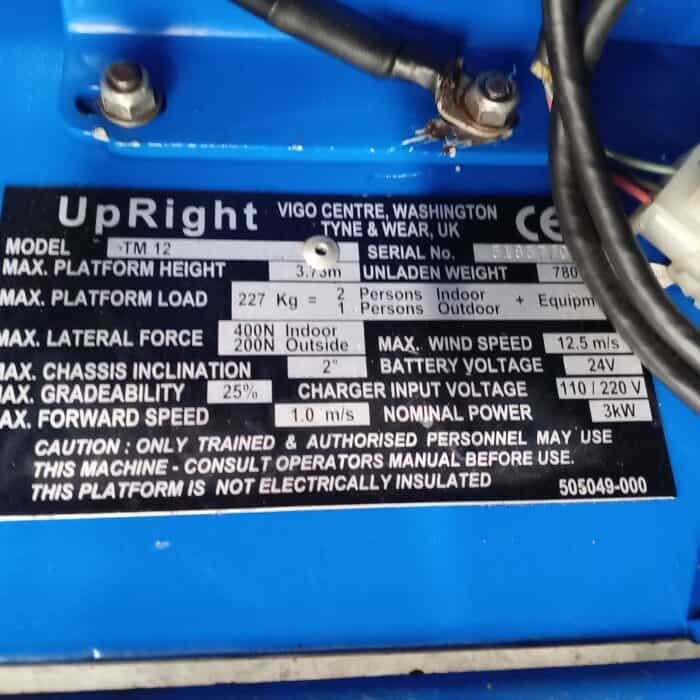 UpRight VIGO CENTRE, WASHINGTON
TYNE & WEAR, UK CE
MODEL TM 12 SERIAL No.
MAX. PLATFORM HEIGHT UNLADEN WEIGHT 780
MAX. PLATFORM LOAD 227 Kg = 2 Persons Indoor
1 Persons Outdoor + Equipm
MAX. LATERAL FORCE 400N Indoor
200N Outside MAX. WIND SPEED 12.5 m/s
MAX. CHASSIS INCLINATION 2° BATTERY VOLTAGE 24V
MAX. GRADEABILITY 25% CHARGER INPUT VOLTAGE 110 / 220 V
MAX. FORWARD SPEED 1.0 m/s NOMINAL POWER 3kW
CAUTION : ONLY TRAINED & AUTHORISED PERSONNEL MAY USE
THIS MACHINE - CONSULT OPERATORS MANUAL BEFORE USE.
THIS PLATFORM IS NOT ELECTRICALLY INSULATED 505049-000